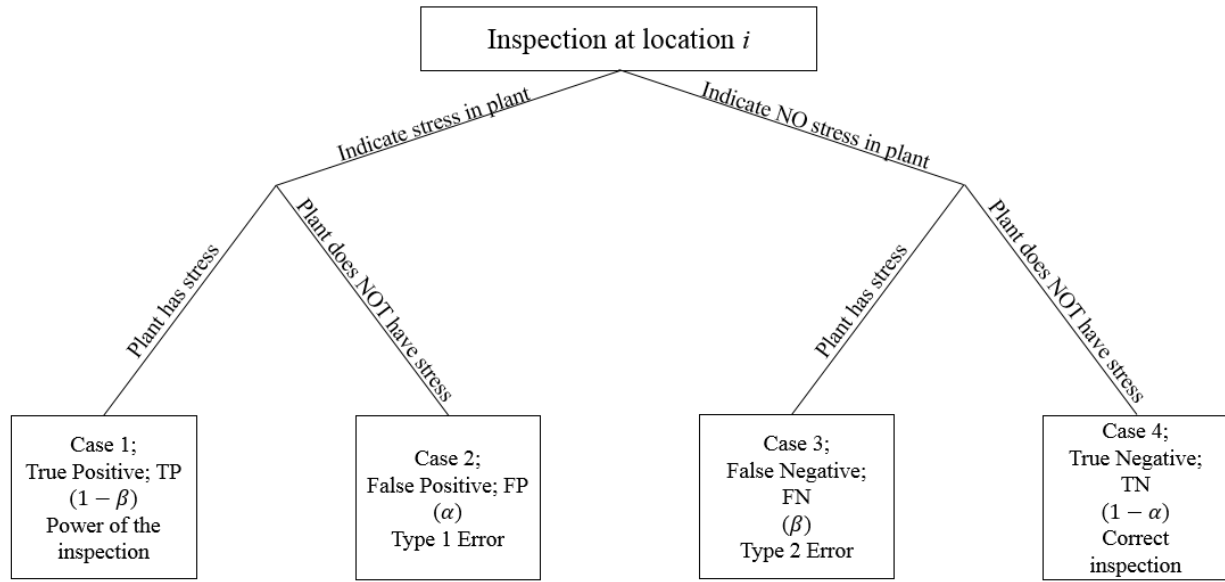 Inspection at location i
Indicate stress in plant
Indicate NO stress in plant
Plant has stress
Plant does NOT have stress
Plant has stress
Plant does NOT have stress
Case 1;
True Positive; TP
(1 − β)
Power of the
inspection
Case 2;
False Positive; FP
(α)
Type 1 Error
Case 3;
False Negative;
FN
(β)
Type 2 Error
Case 4;
True Negative;
TN
(1 − α)
Correct
inspection